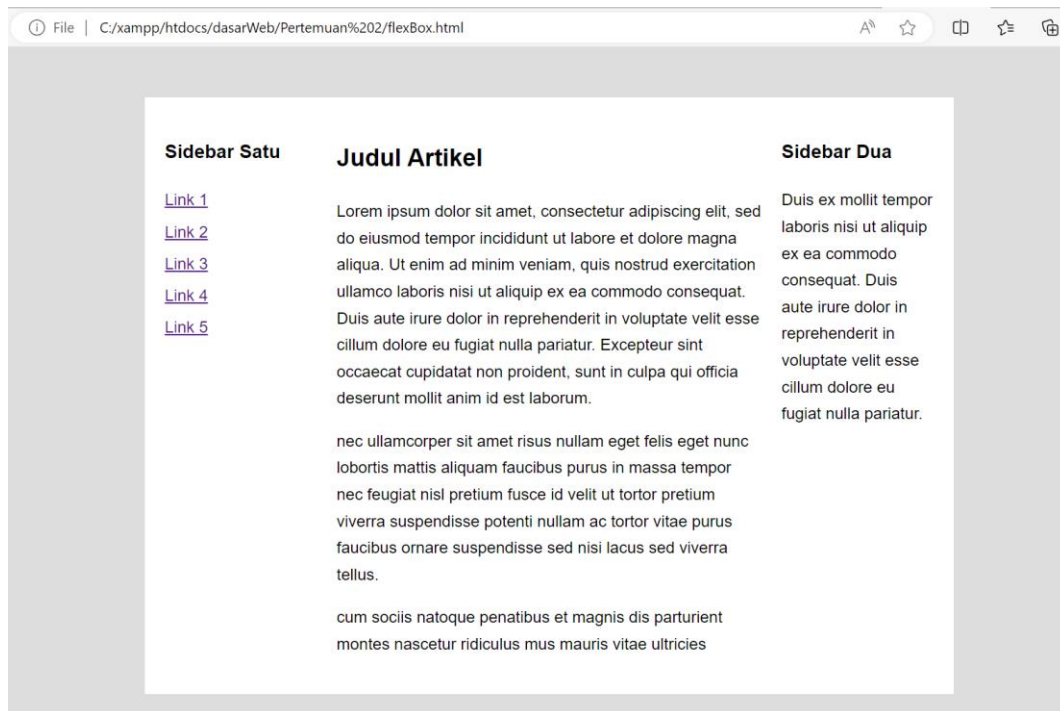 File | C:/xampp/htdocs/dasarWeb/Pertemuan%202/flexBox.html
Sidebar Satu
Link 1
Link 2
Link 3
Link 4
Link 5
Judul Artikel
Lorem ipsum dolor sit amet, consectetur adipiscing elit, sed
do eiusmod tempor incididunt ut labore et dolore magna
aliqua. Ut enim ad minim veniam, quis nostrud exercitation
ullamco laboris nisi ut aliquip ex ea commodo consequat.
Duis aute irure dolor in reprehenderit in voluptate velit esse
cillum dolore eu fugiat nulla pariatur. Excepteur sint
occaecat cupidatat non proident, sunt in culpa qui officia
deserunt mollit anim id est laborum.
nec ullamcorper sit amet risus nullam eget felis eget nunc
lobortis mattis aliquam faucibus purus in massa tempor
nec feugiat nisl pretium fusce id velit ut tortor pretium
viverra suspendisse potenti nullam ac tortor vitae purus
faucibus ornare suspendisse sed nisi lacus sed viverra
tellus.
cum sociis natoque penatibus et magnis dis parturient
montes nascetur ridiculus mus mauris vitae ultricies
Sidebar Dua
Duis ex mollit tempor
laboris nisi ut aliquip
ex ea commodo
consequat. Duis
aute irure dolor in
reprehenderit in
voluptate velit esse
cillum dolore eu
fugiat nulla pariatur.